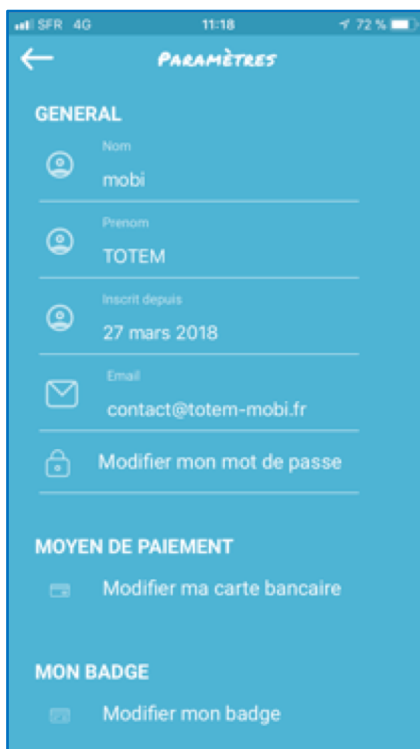 SFR 4G 11:18 72 %
PARAMÈTRES
GENERAL
Nom
mobi
Prenom
TOTEM
Inscrit depuis
27 mars 2018
Email
contact@totem-mobi.fr
Modifier mon mot de passe
MOYEN DE PAIEMENT
Modifier ma carte bancaire
MON BADGE
Modifier mon badge